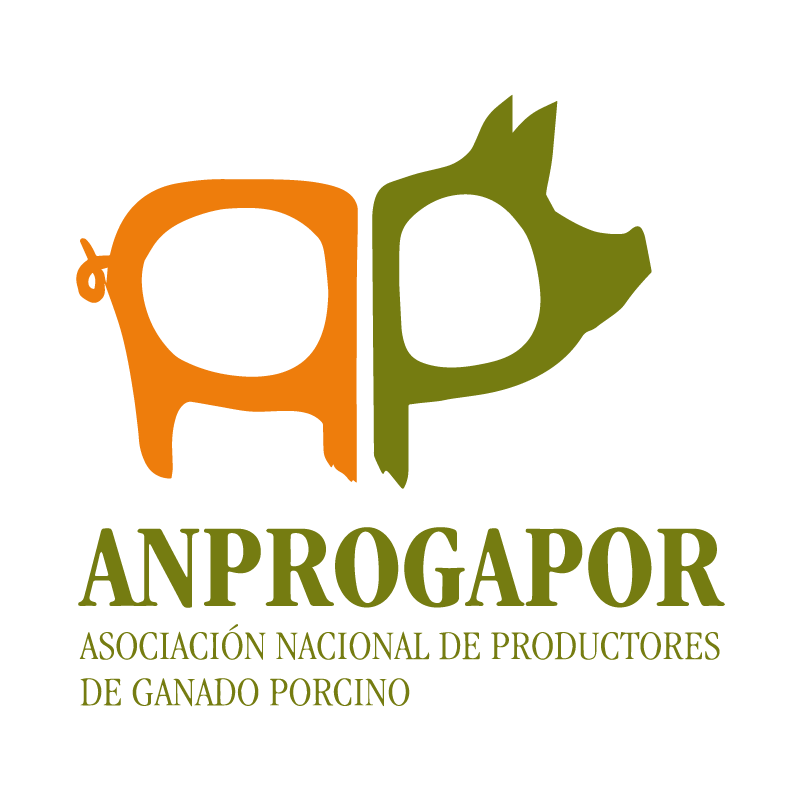 ANPROGAPOR
ASOCIACIÓN NACIONAL DE PRODUCTORES
DE GANADO PORCINO